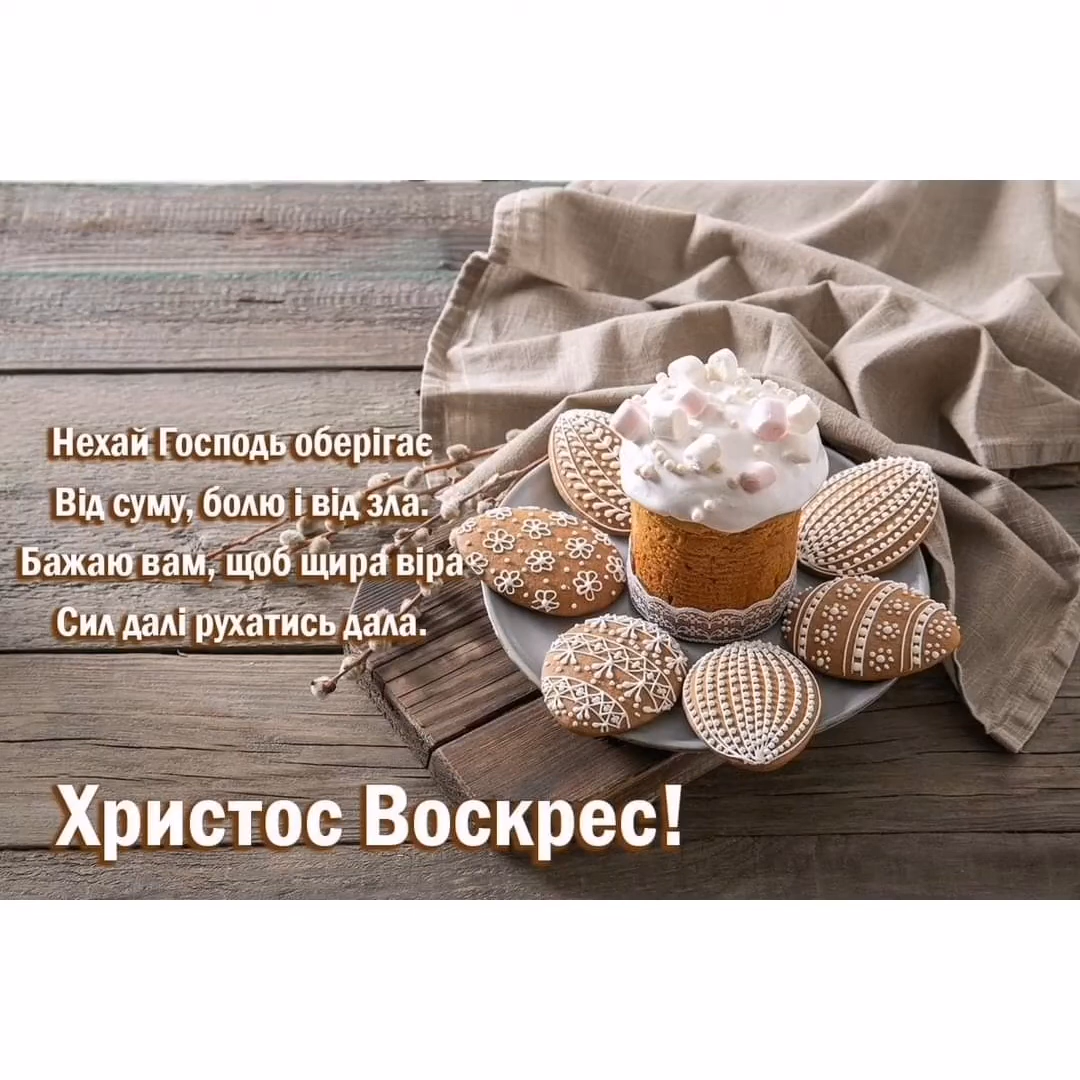 Нехай Господь оберігає
Від суму, болю і від зла.
Бажаю вам, щоб щира віра
Сил далі рухатись дала.
Христос Воскрес!